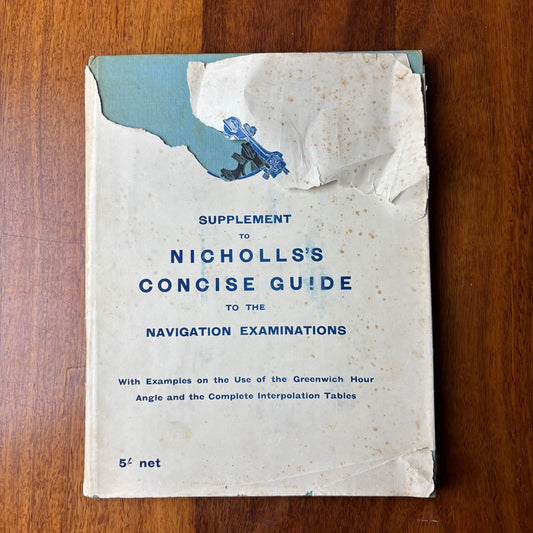 SUPPLEMENT
TO
NICHOLLS'S
CONCISE GUIDE
TO THE
NAVIGATION EXAMINATIONS
With Examples on the Use of the Greenwich Hour
Angle and the Complete Interpolation Tables
5/- net